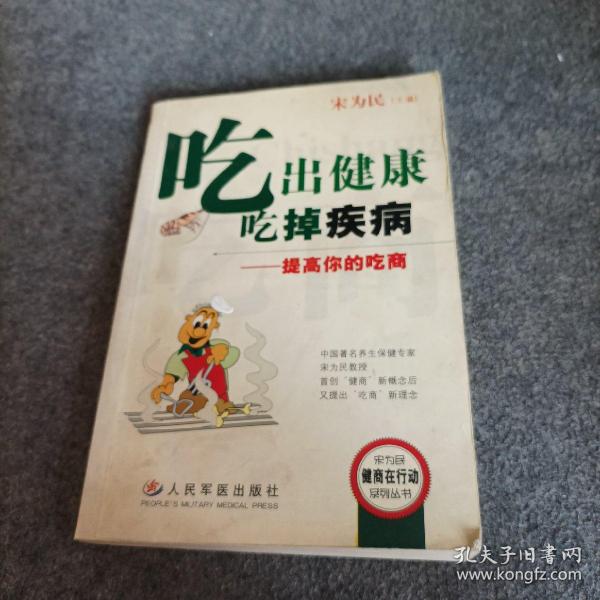 宋为民（主编）
吃出健康
吃掉疾病
——提高你的吃商
中国著名养生保健专家
宋为民教授
首创“健商”新概念后
又提出“吃商”新理念
宋为民
健商在行动
系列丛书
人民军医出版社
PEOPLE'S MILITARY MEDICAL PRESS
孔夫子旧书网
www.kongfz.com